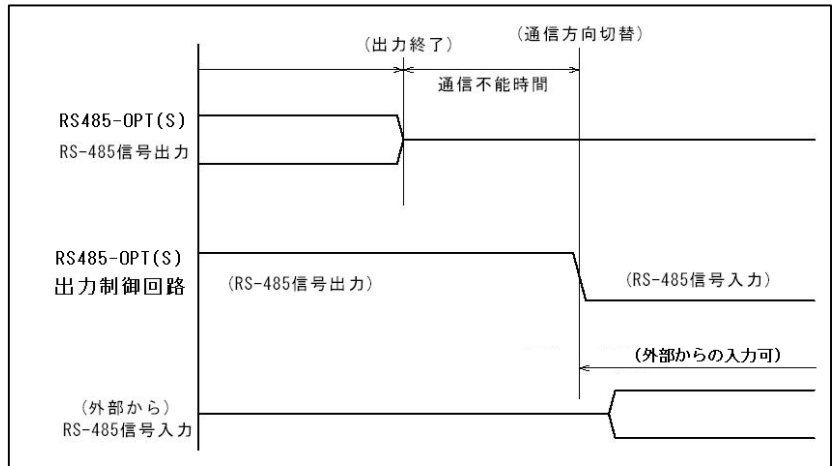 (通信方向切替)
(出力終了)
通信不能時間
RS485-OPT(S)
RS-485信号出力
RS485-OPT(S)
出力制御回路
(RS-485信号出力)
(RS-485信号入力)
(外部からの入力可)
(外部から)
RS-485信号入力